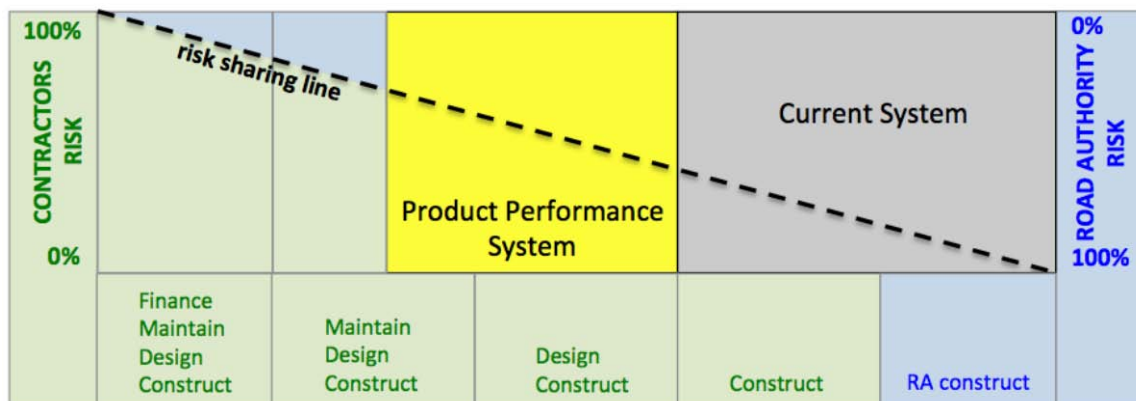 100%
CONTRACTORS
RISK
0%
risk sharing line
Product Performance
System
Current System
0%
ROAD AUTHORITY
RISK
100%
Finance
Maintain
Design
Construct
Maintain
Design
Construct
Design
Construct
Construct
RA construct